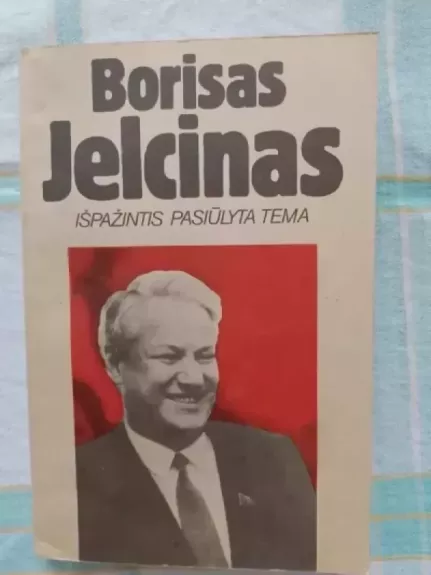 Borisas
Jelcinas
IŠPAŽINTIS PASIŪLYTA TEMA